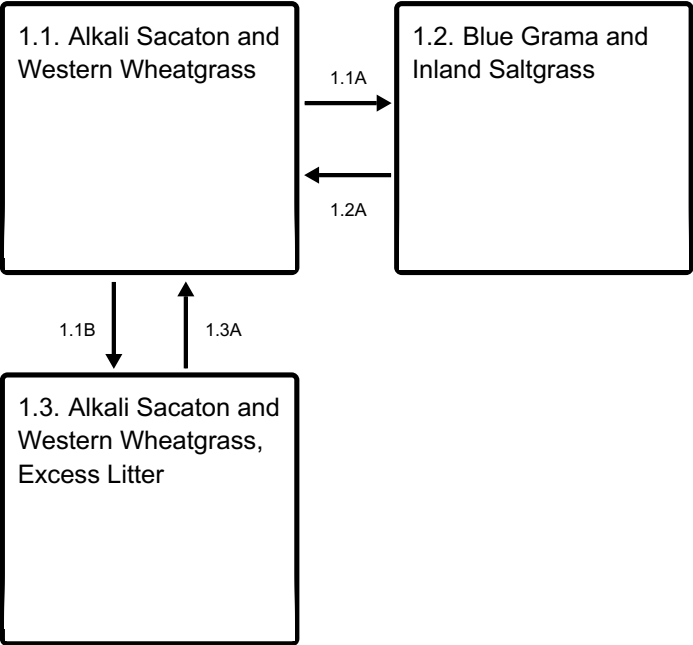 1.1. Alkali Sacaton and
Western Wheatgrass
1.1A
1.2. Blue Grama and
Inland Saltgrass
1.2A
1.1B
1.3A
1.3. Alkali Sacaton and
Western Wheatgrass,
Excess Litter